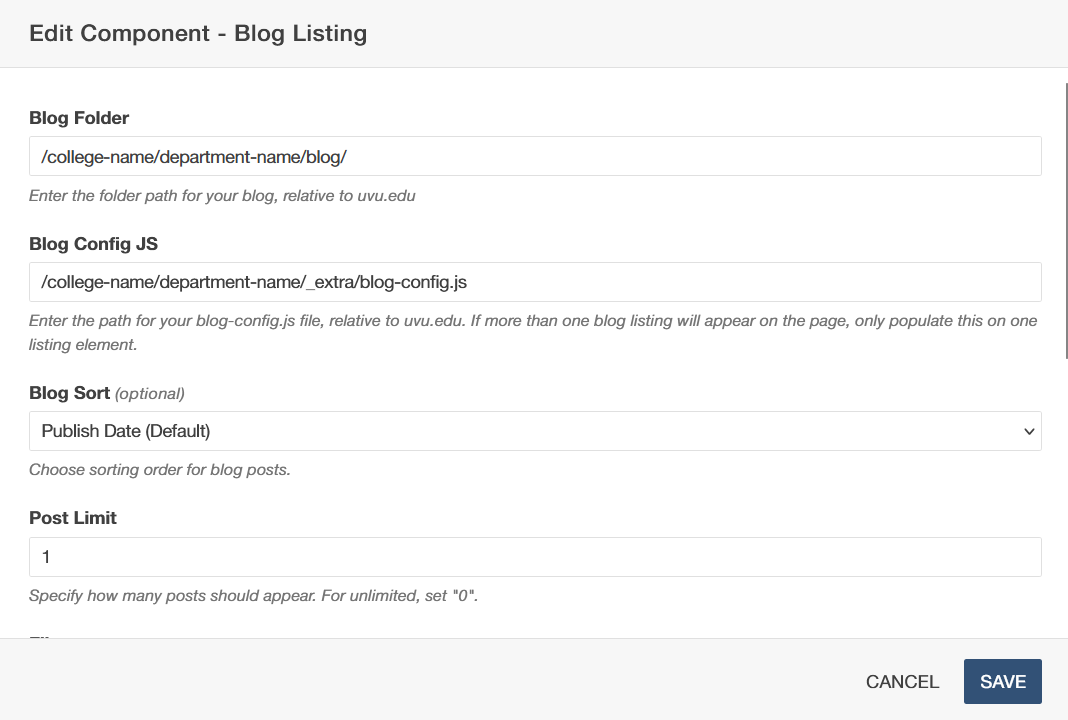 Edit Component - Blog Listing
Blog Folder
/college-name/department-name/blog/
Enter the folder path for your blog, relative to uvu.edu
Blog Config JS
/college-name/department-name/_extra/blog-config.js
Enter the path for your blog-config.js file, relative to uvu.edu. If more than one blog listing will appear on the page, only populate this on one
listing element.
Blog Sort (optional)
Publish Date (Default)
Choose sorting order for blog posts.
Post Limit
1
Specify how many posts should appear. For unlimited, set "0".
CANCEL SAVE